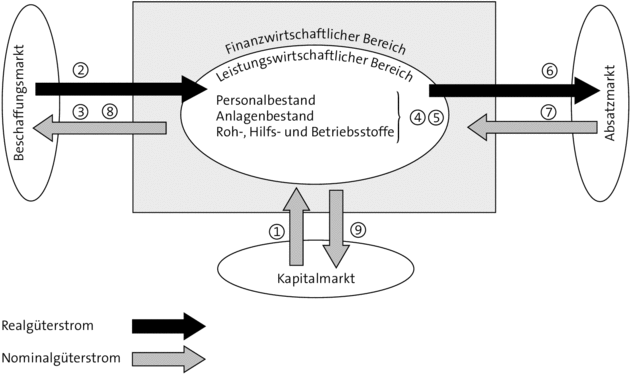 Finanzwirtschaftlicher Bereich
Leistungswirtschaftlicher Bereich
Beschaffungsmarkt
②
③ ⑧
Personalbestand
Anlagenbestand
Roh-, Hilfs- und Betriebsstoffe
④ ⑤
⑥
⑦
Absatzmarkt
①
⑨
Kapitalmarkt
Realgüterstrom
Nominalgüterstrom